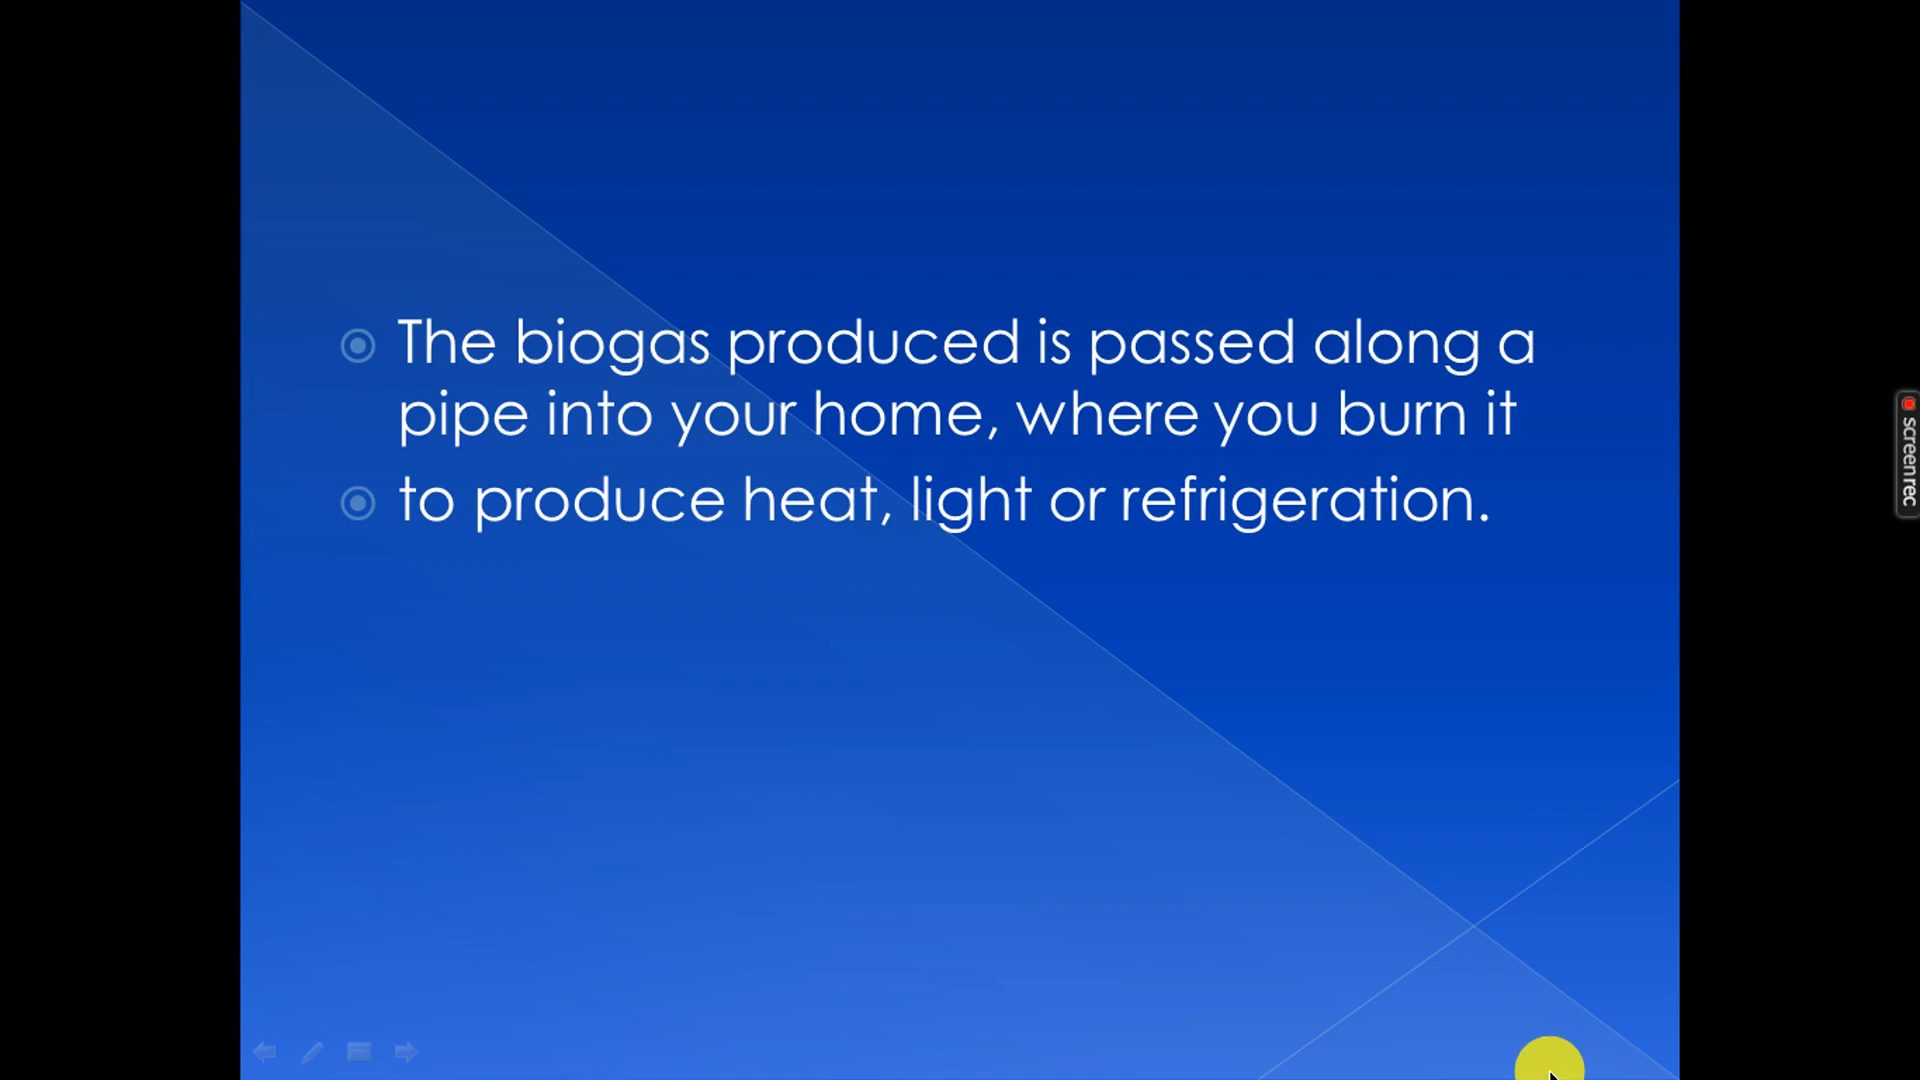 The biogas produced is passed along a
pipe into your home, where you burn it
to produce heat, light or refrigeration.
screenrec